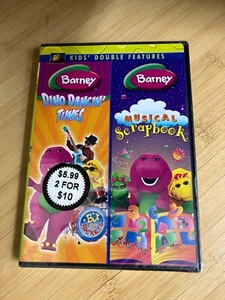 KIDS' DOUBLE FEATURES
Barney
DINO DANCIN'
TUNES
Barney
MUSICAL
Scrapbook
$5.99
2 FOR
$10